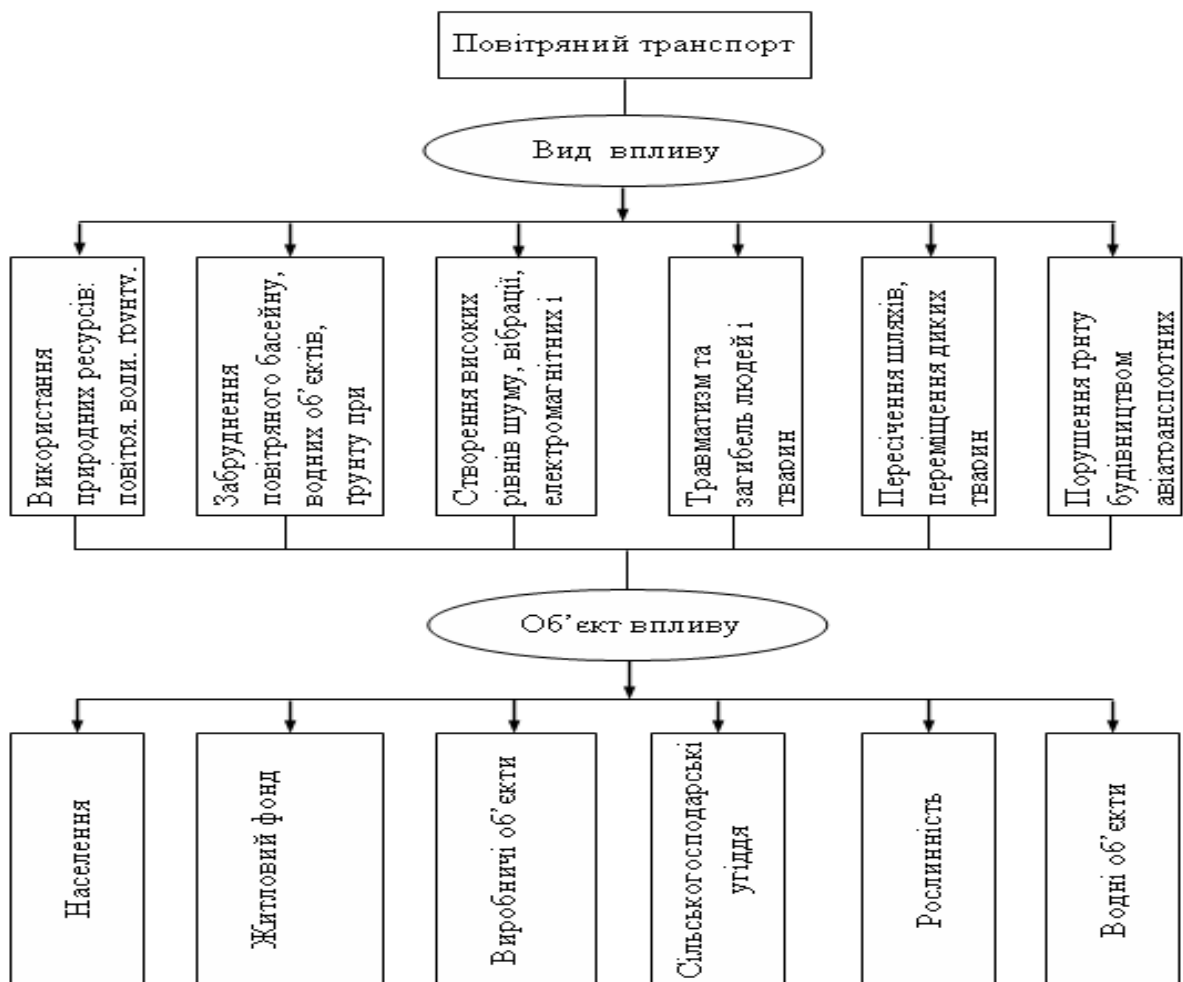 Повітряний транспорт
Вид впливу
Використання
природних ресурсів:
повітря, води, ґрунту,
Забруднення
повітряного басейну,
водних об’єктів,
ґрунту при
Створення високих
рівнів шуму, вібрації,
електромагнітних і
Травматизм та
загибель людей і
тварин
Пересічення шляхів,
переміщення диких
тварин
Порушення ґрнту
будівництвом
авіатранспортних
Об’єкт впливу
Населення
Житловий фонд
Виробничі об’єкти
Сільськогосподарські
угіддя
Рослинність
Водні об’єкти